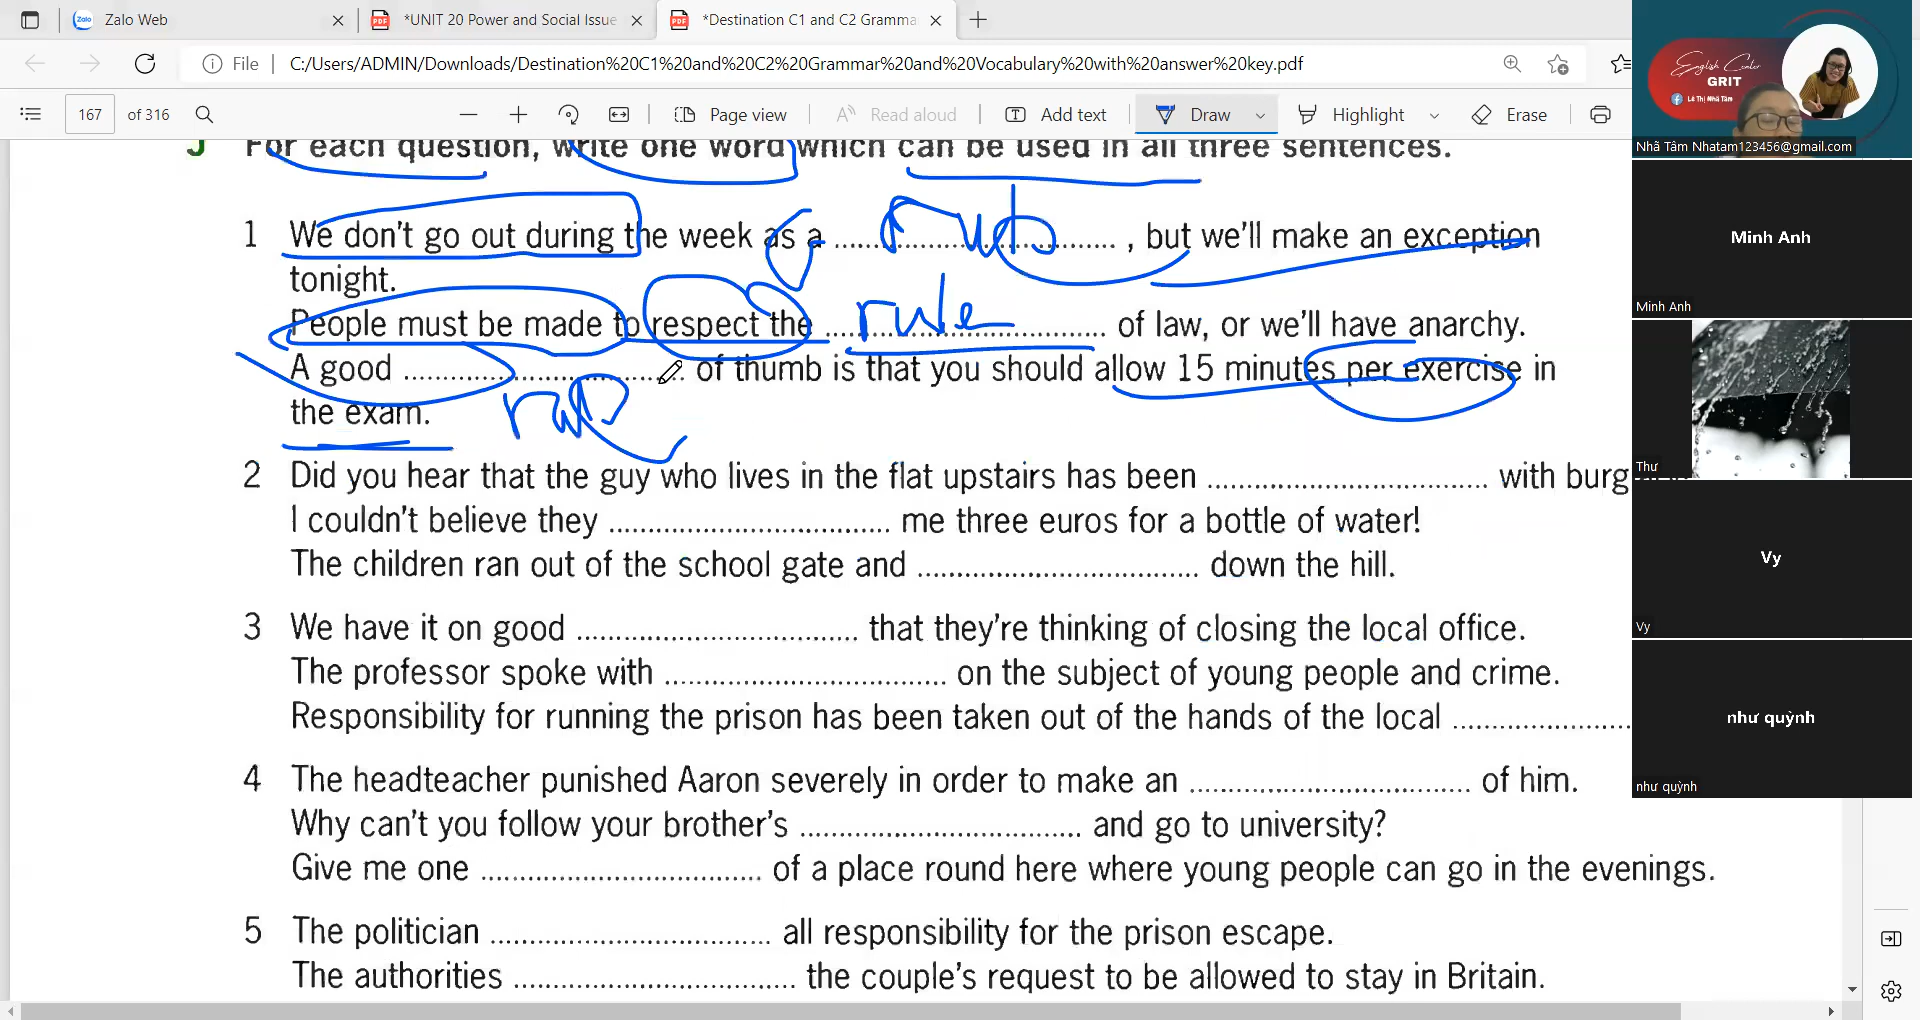 Zalo Web
*UNIT 20 Power and Social Issue
*Destination C1 and C2 Gramma
File
C:/Users/ADMIN/Downloads/Destination%20C1%20and%20C2%20Grammar%20and%20Vocabulary%20with%20answer%20key.pdf
167 of 316
Page view
Read aloud
Add text
Draw
Highlight
Erase
English Center
GRIT
Lê Thị Nhã Tâm
Nhã Tâm Nhatam123456@gmail.com
For each question, write one word which can be used in all three sentences.
1 We don't go out during the week as a .................... , but we'll make an exception
tonight.
People must be made to respect the rule of law, or we'll have anarchy.
A good .................... of thumb is that you should allow 15 minutes per exercise in
the exam.
2 Did you hear that the guy who lives in the flat upstairs has been .................... with
I couldn't believe they .................... me three euros for a bottle of water!
The children ran out of the school gate and .................... down the hill.
3 We have it on good .................... that they're thinking of closing the local office.
The professor spoke with .................... on the subject of young people and crime.
Responsibility for running the prison has been taken out of the hands of the local ....................
4 The headteacher punished Aaron severely in order to make an .................... of him.
Why can't you follow your brother's .................... and go to university?
Give me one .................... of a place round here where young people can go in the evenings.
5 The politician .................... all responsibility for the prison escape.
The authorities .................... the couple's request to be allowed to stay in Britain.
Minh Anh
Minh Anh
Thư
Vy
Vy
như quỳnh
như quỳnh